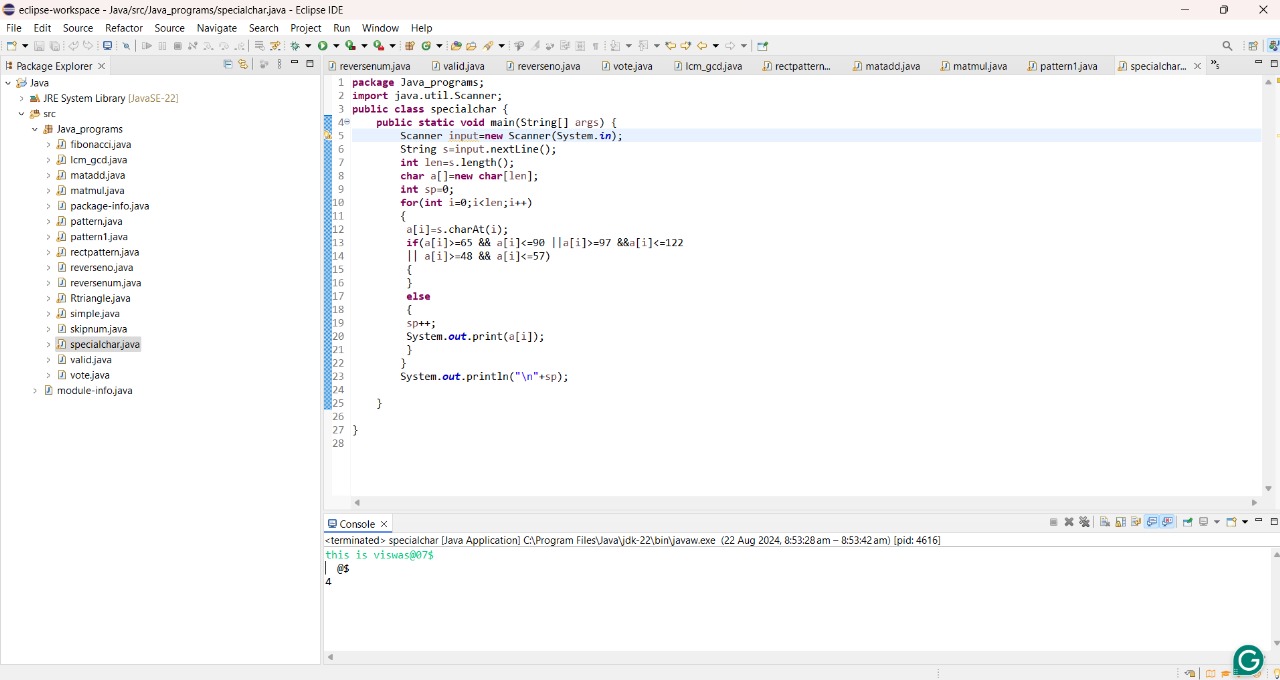 eclipse-workspace - Java/src/Java_programs/specialchar.java - Eclipse IDE
File Edit Source Refactor Source Navigate Search Project Run Window Help
Package Explorer
Java
JRE System Library [JavaSE-22]
src
Java_programs
fibonacci.java
lcm_gcd.java
matadd.java
matmul.java
package-info.java
pattern.java
pattern1.java
rectpattern.java
reverseno.java
reversenum.java
Rtriangle.java
simple.java
skipnum.java
specialchar.java
valid.java
vote.java
module-info.java
reversenum.java valid.java reverseno.java vote.java lcm_gcd.java rectpattern... matadd.java matmul.java pattern1.java specialchar... »s
1 package Java_programs;
2 import java.util.Scanner;
3 public class specialchar {
4 public static void main(String[] args) {
5 Scanner input=new Scanner(System.in);
6 String s=input.nextLine();
7 int len=s.length();
8 char a[]=new char[len];
9 int sp=0;
10 for(int i=0;i<len;i++)
11 {
12 a[i]=s.charAt(i);
13 if(a[i]>=65 && a[i]<=90 ||a[i]>=97 &&a[i]<=122
14 || a[i]>=48 && a[i]<=57)
15 {
16 }
17 else
18 {
19 sp++;
20 System.out.print(a[i]);
21 }
22 }
23 System.out.println("\n"+sp);
24
25 }
26
27 }
28
Console
<terminated> specialchar [Java Application] C:\Program Files\Java\jdk-22\bin\javaw.exe (22 Aug 2024, 8:53:28 am – 8:53:42 am) [pid: 4616]
this is viswas@07$
@$
4